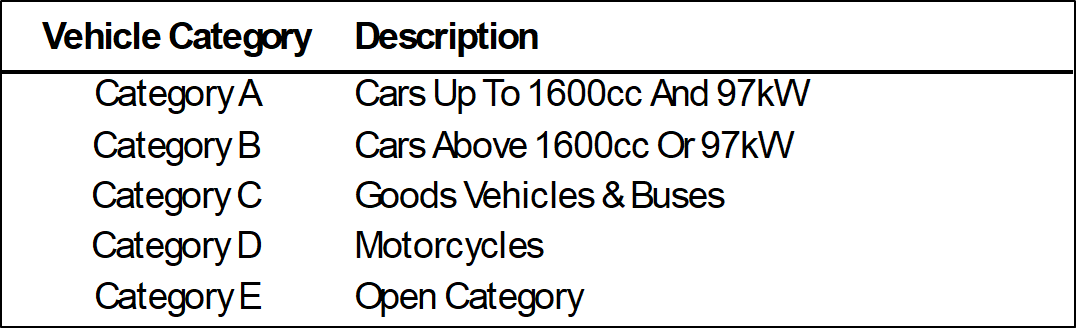 Vehicle Category Description
Category A Cars Up To 1600cc And 97kW
Category B Cars Above 1600cc Or 97kW
Category C Goods Vehicles & Buses
Category D Motorcycles
Category E Open Category